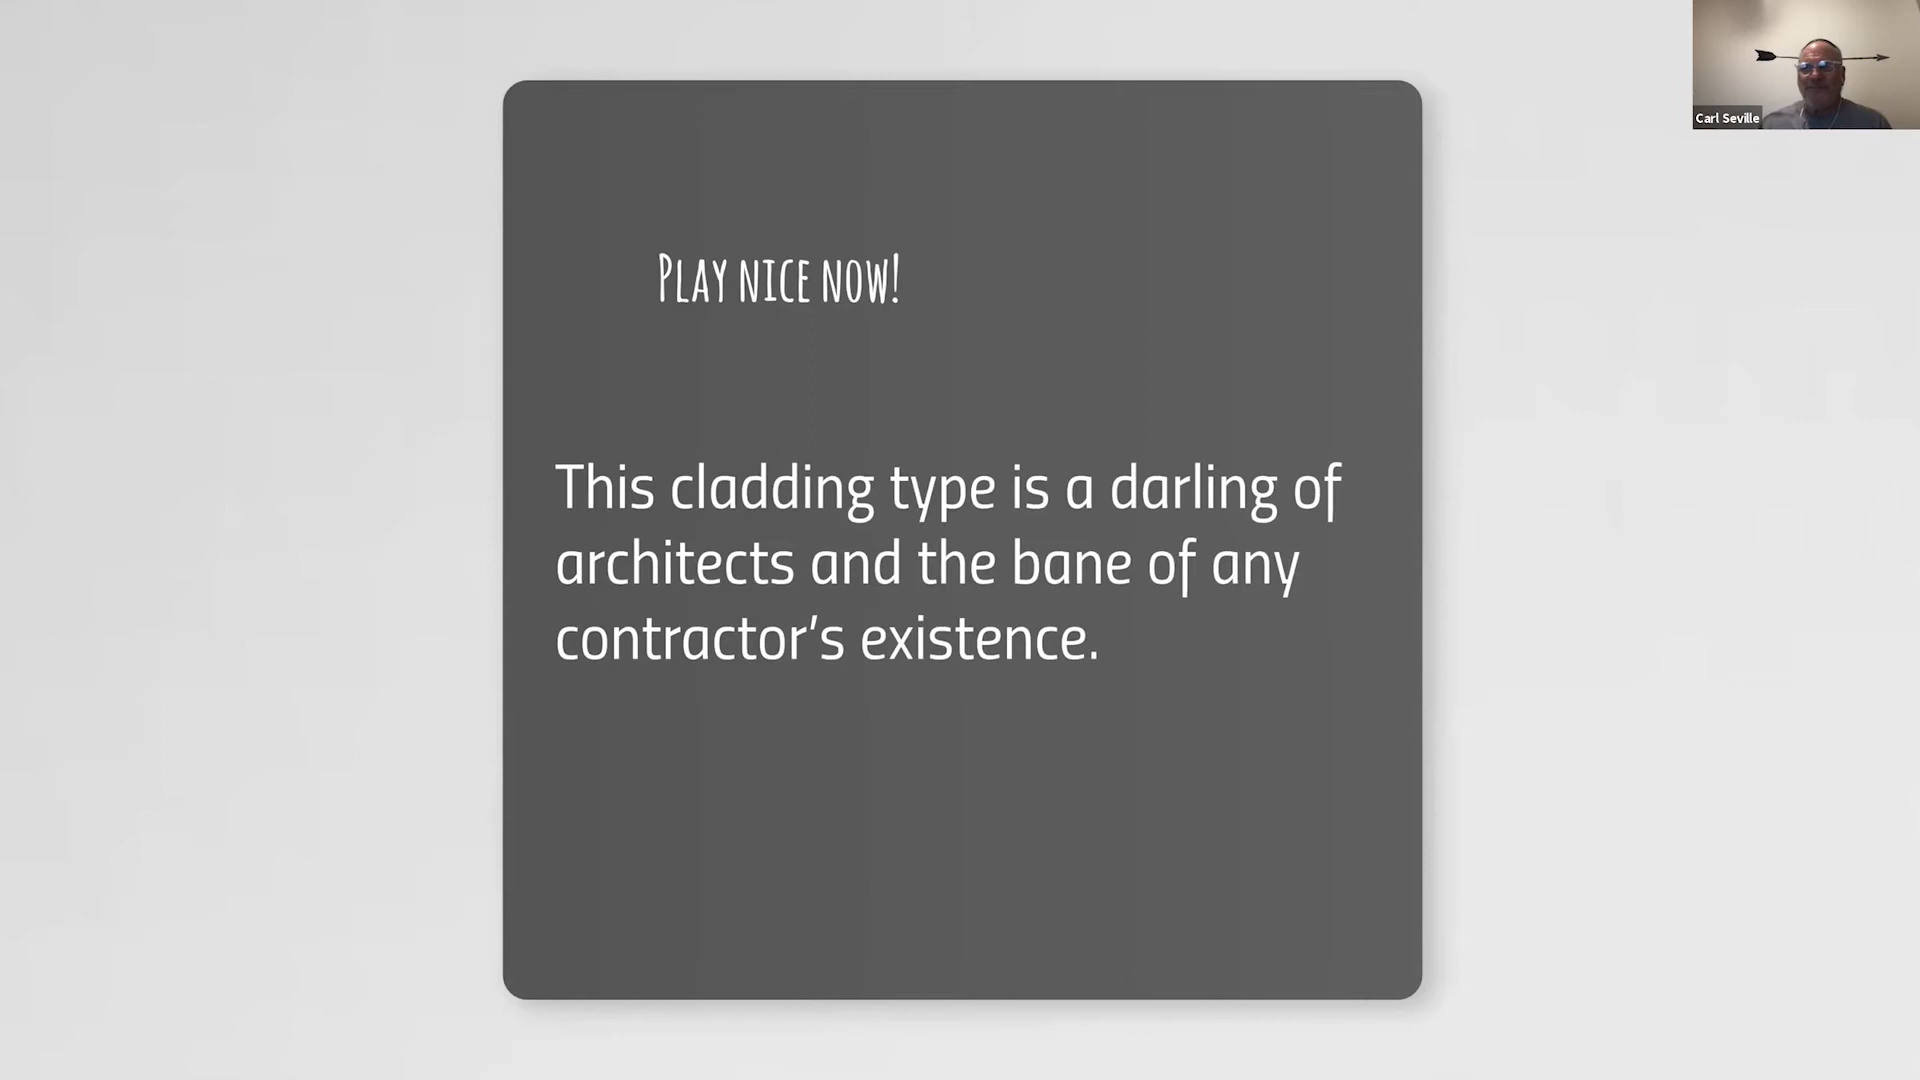 Carl Seville
Play nice now!
This cladding type is a darling of
architects and the bane of any
contractor’s existence.